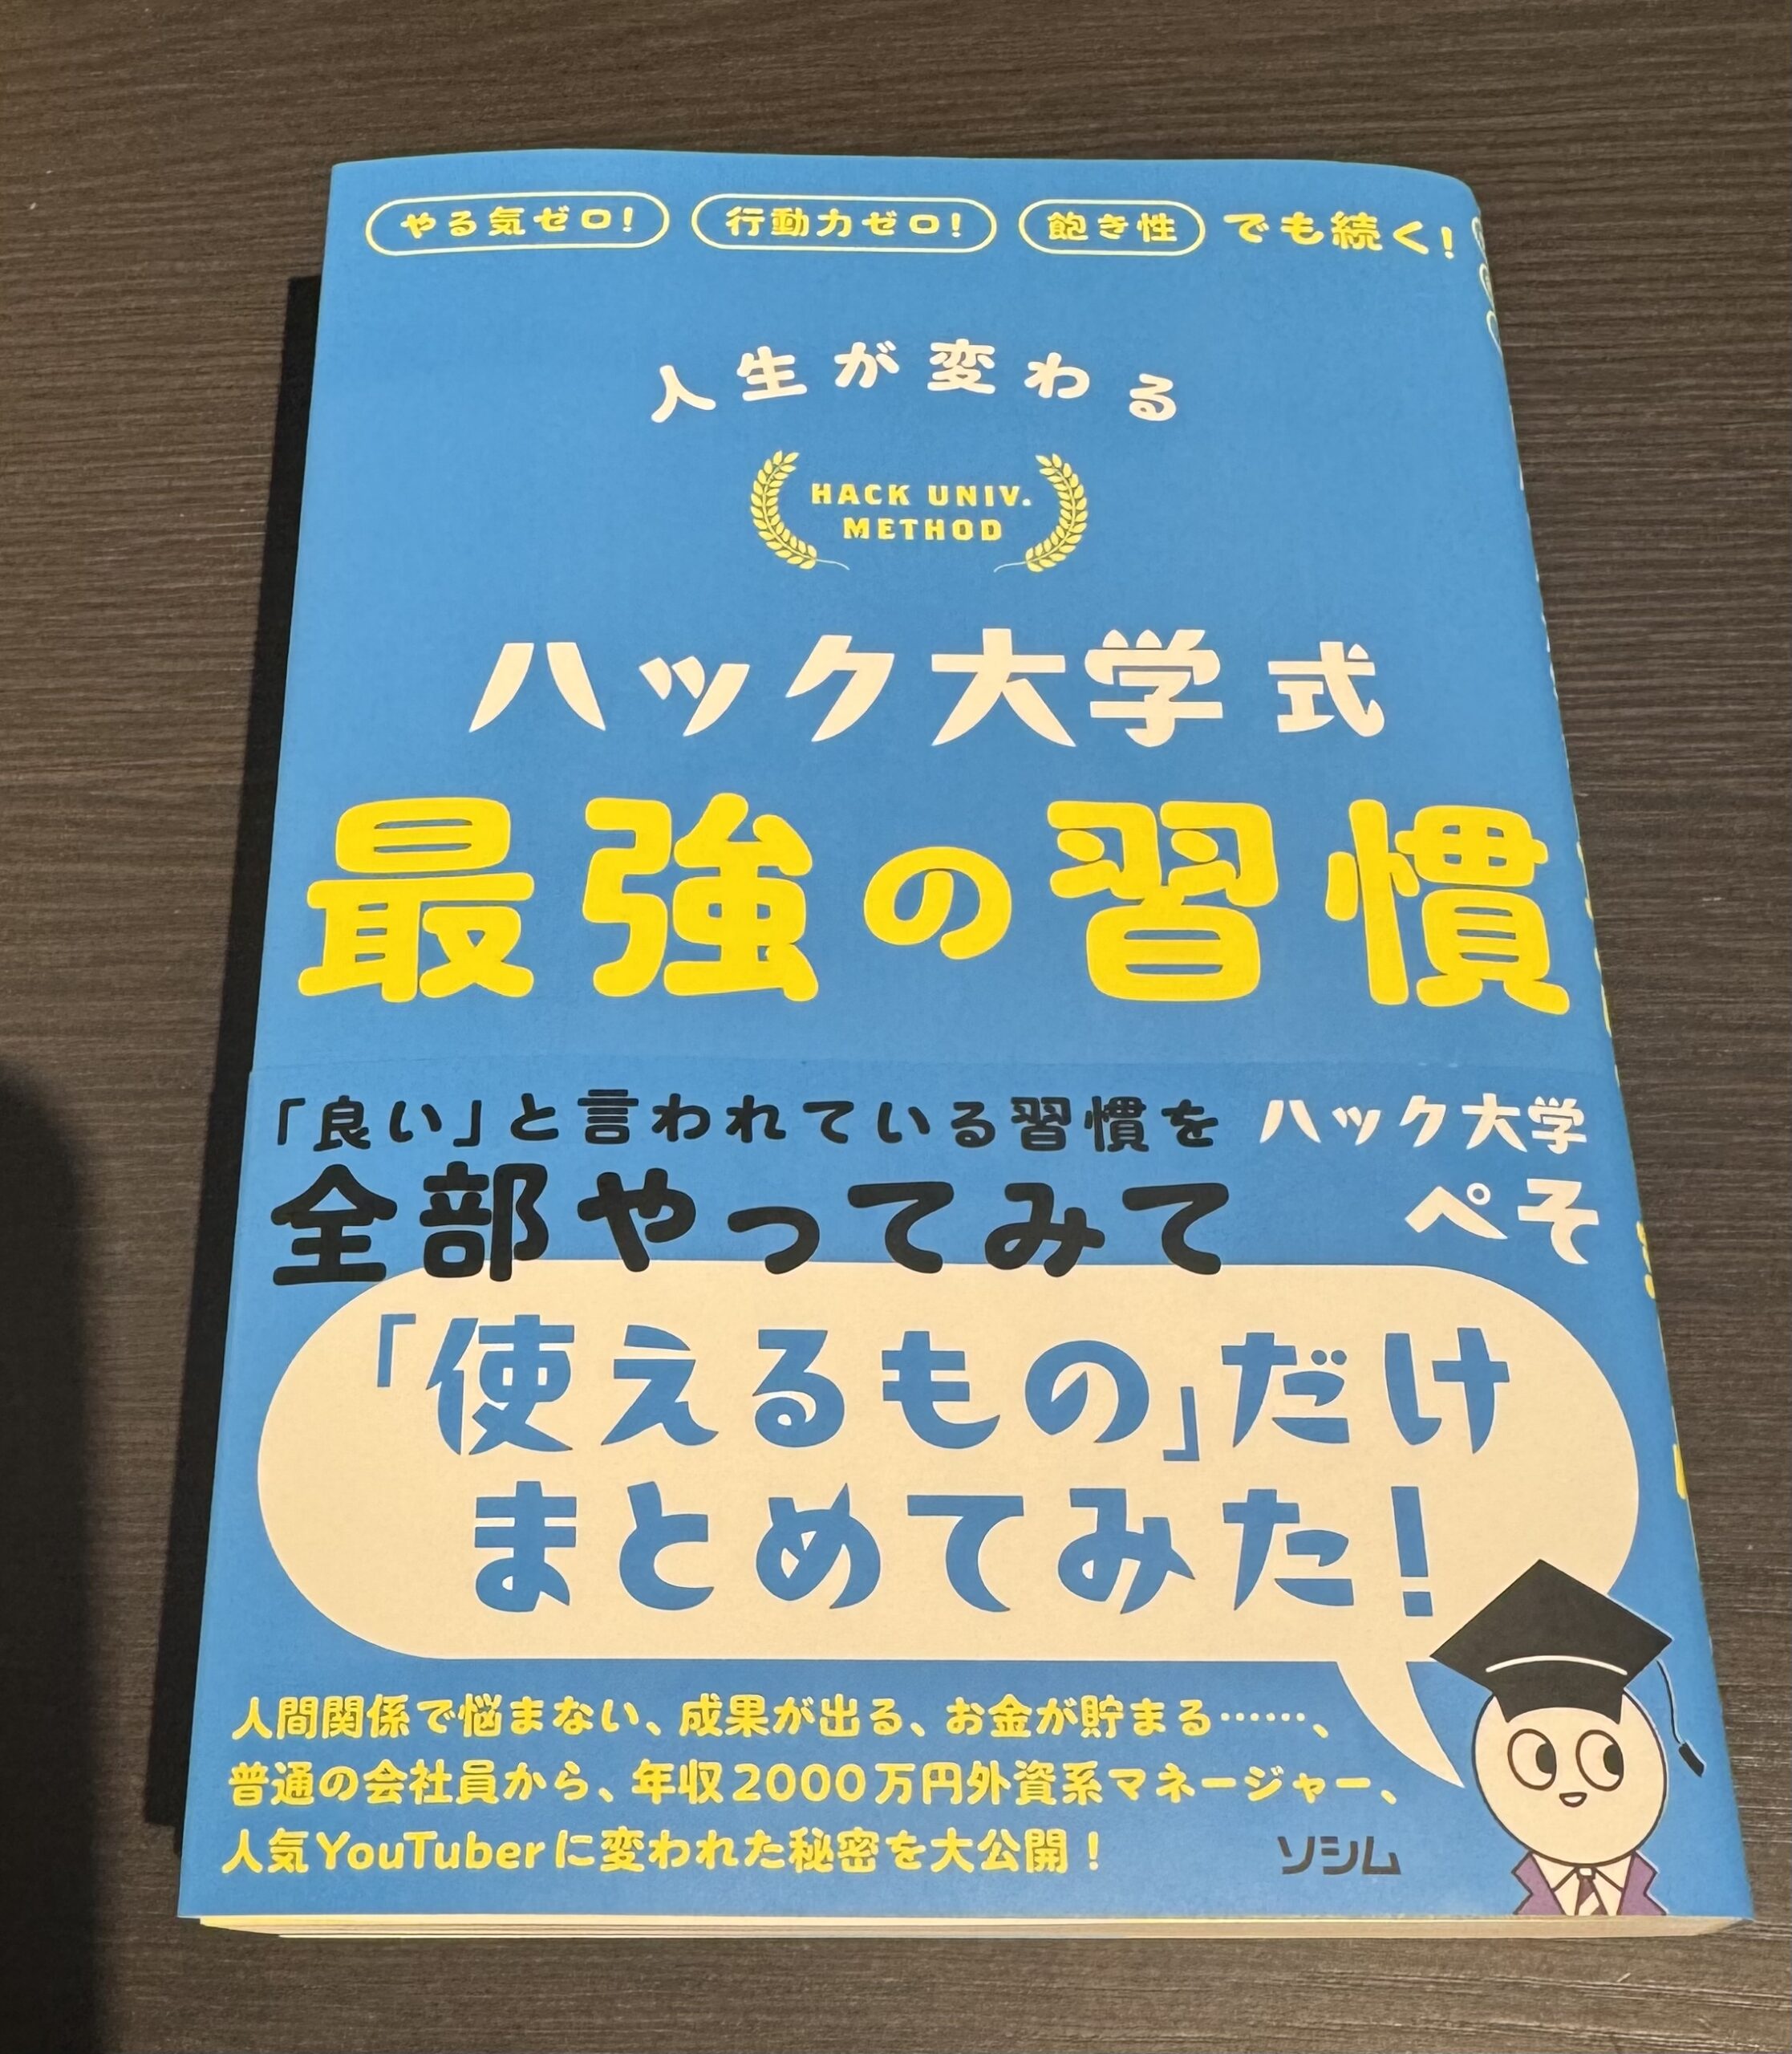 やる気ゼロ! 行動力ゼロ! 飽き性 でも続く!
人生が変わる
HACK UNIV.
METHOD
ハック大学式
最強の習慣
「良い」と言われている習慣を
全部やってみて
ハック大学
ぺそ
「使えるもの」だけ
まとめてみた!
人間関係で悩まない、成果が出る、お金が貯まる……、
普通の会社員から、年収2000万円外資系マネージャー、
人気YouTuberに変われた秘密を大公開!
ソシム